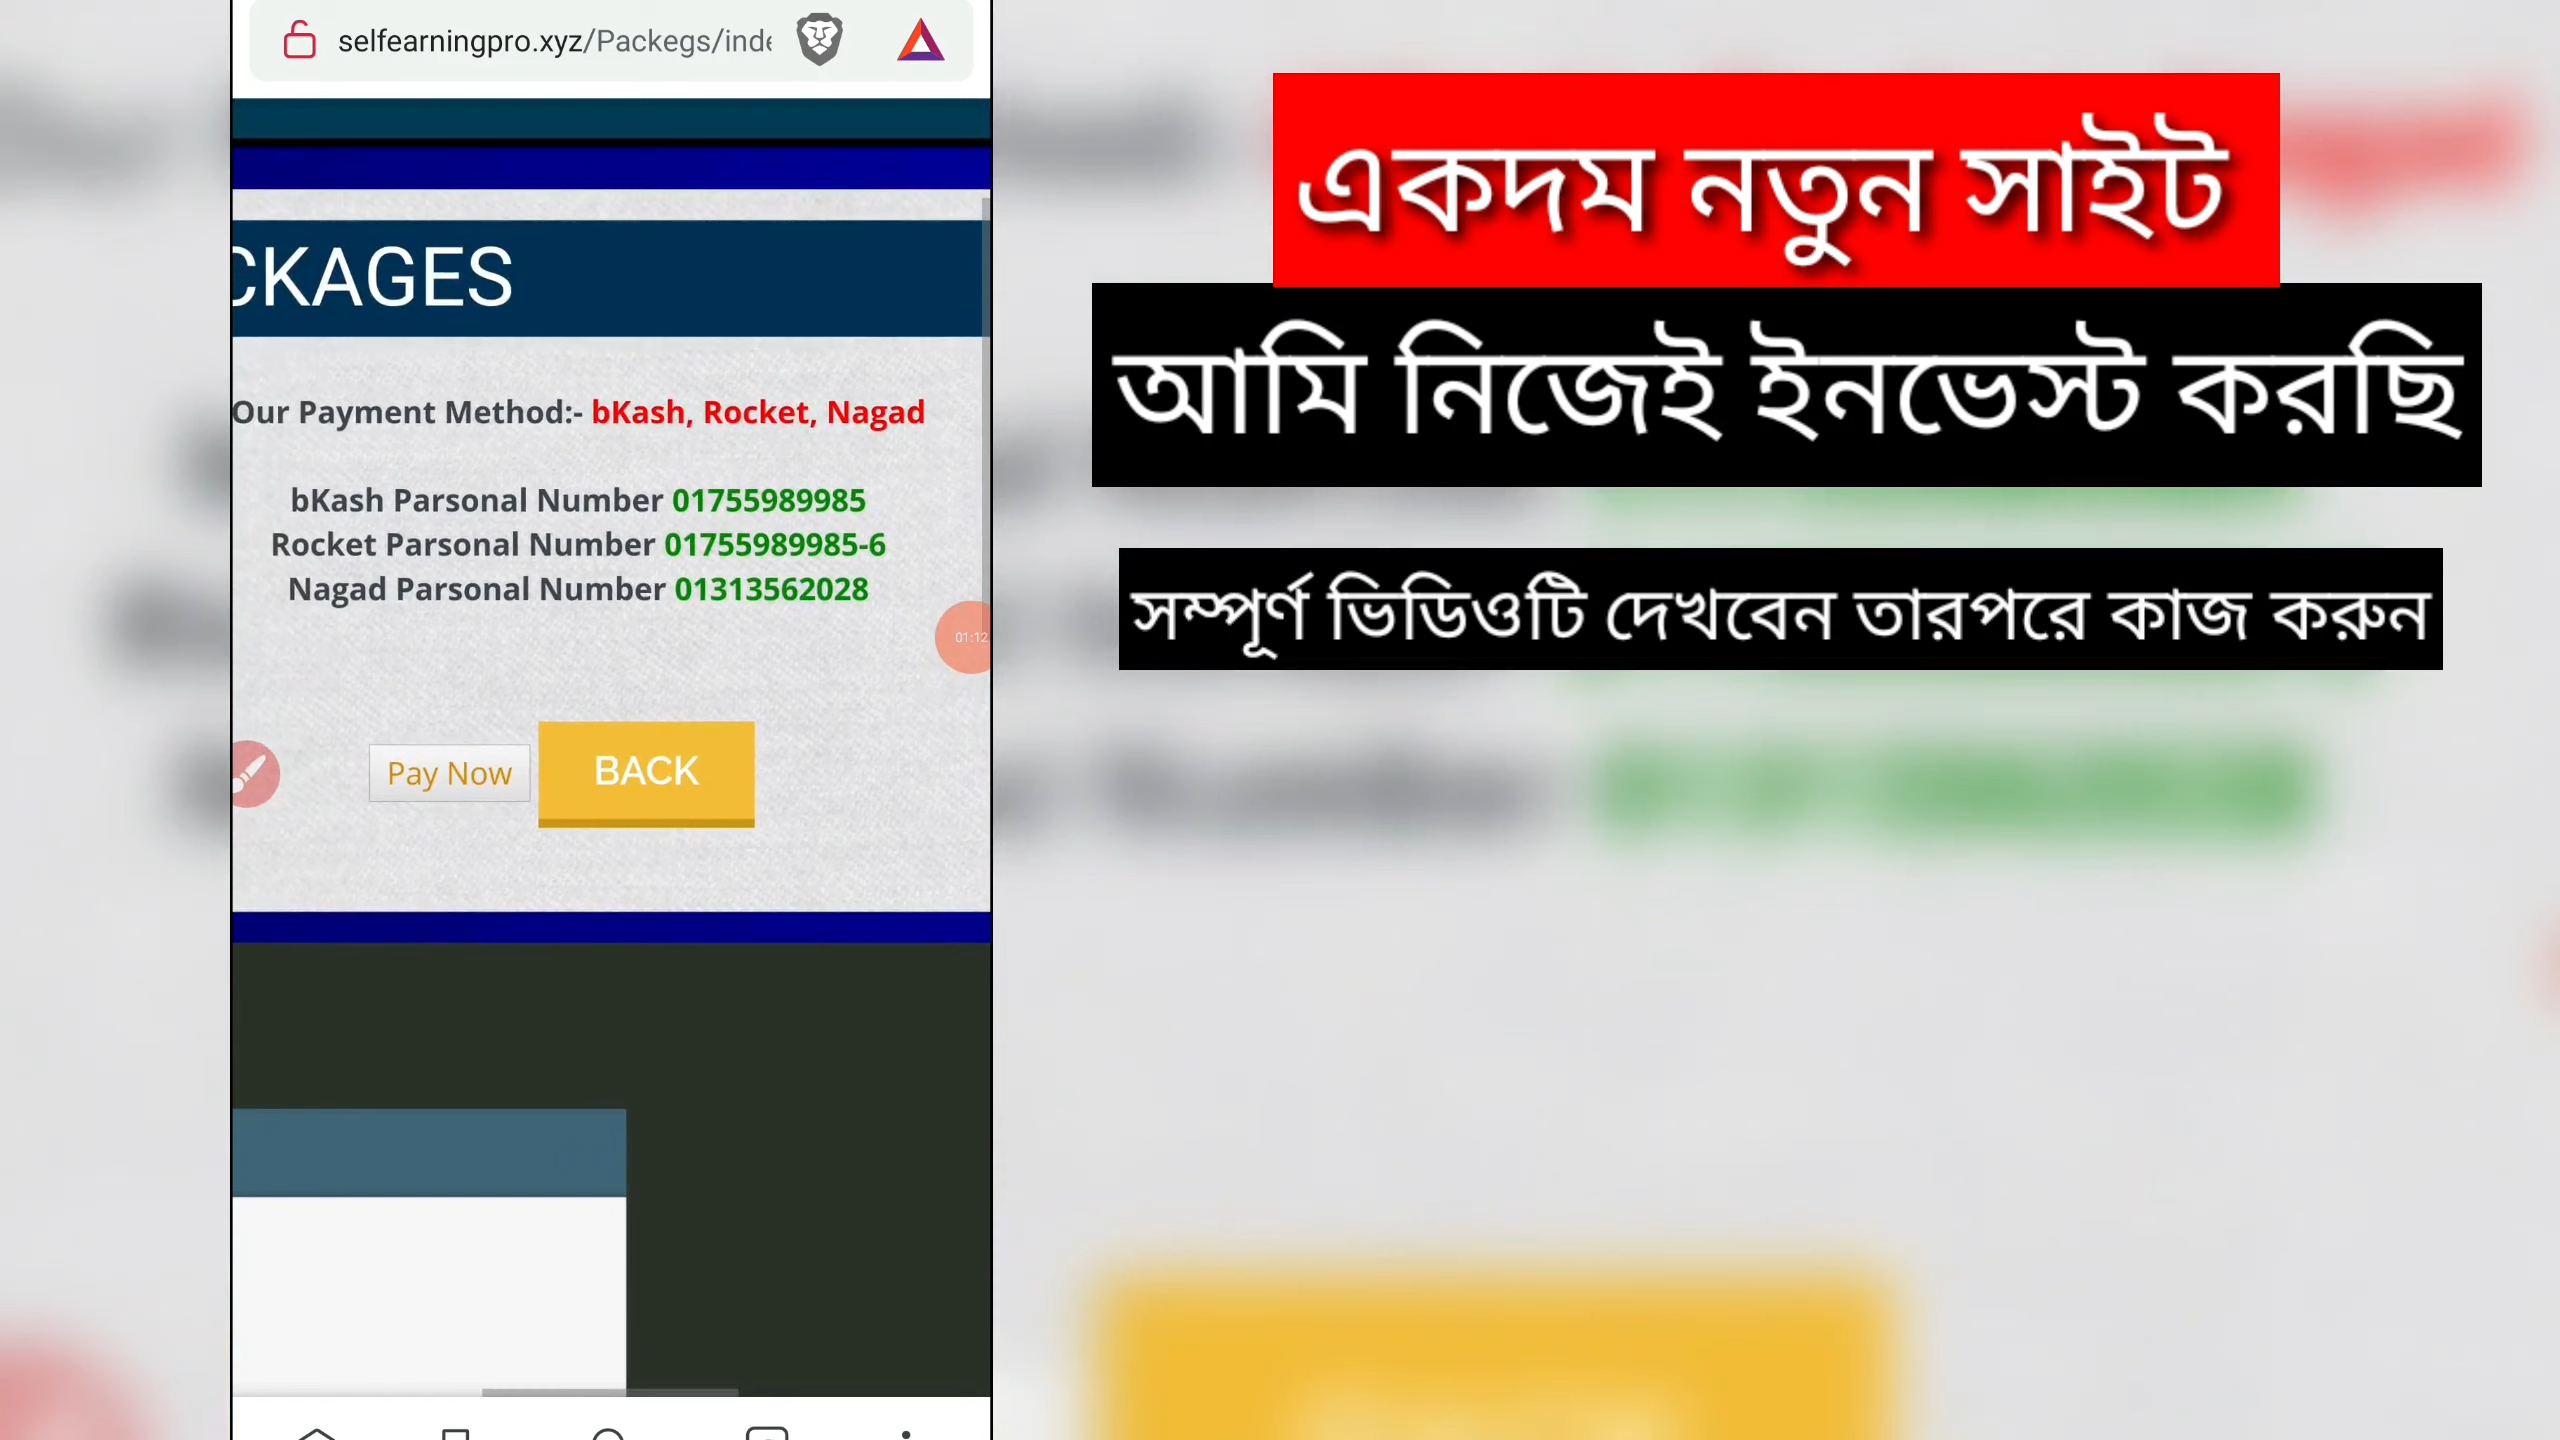 selfearningpro.xyz/Packegs/inde
CKAGES
Our Payment Method:- bKash, Rocket, Nagad
bKash Parsonal Number 01755989985
Rocket Parsonal Number 01755989985-6
Nagad Parsonal Number 01313562028
01:12
Pay Now
BACK
একদম নতুন সাইট
আমি নিজেই ইনভেস্ট করছি
সম্পূর্ণ ভিডিওটি দেখবেন তারপরে কাজ করুন